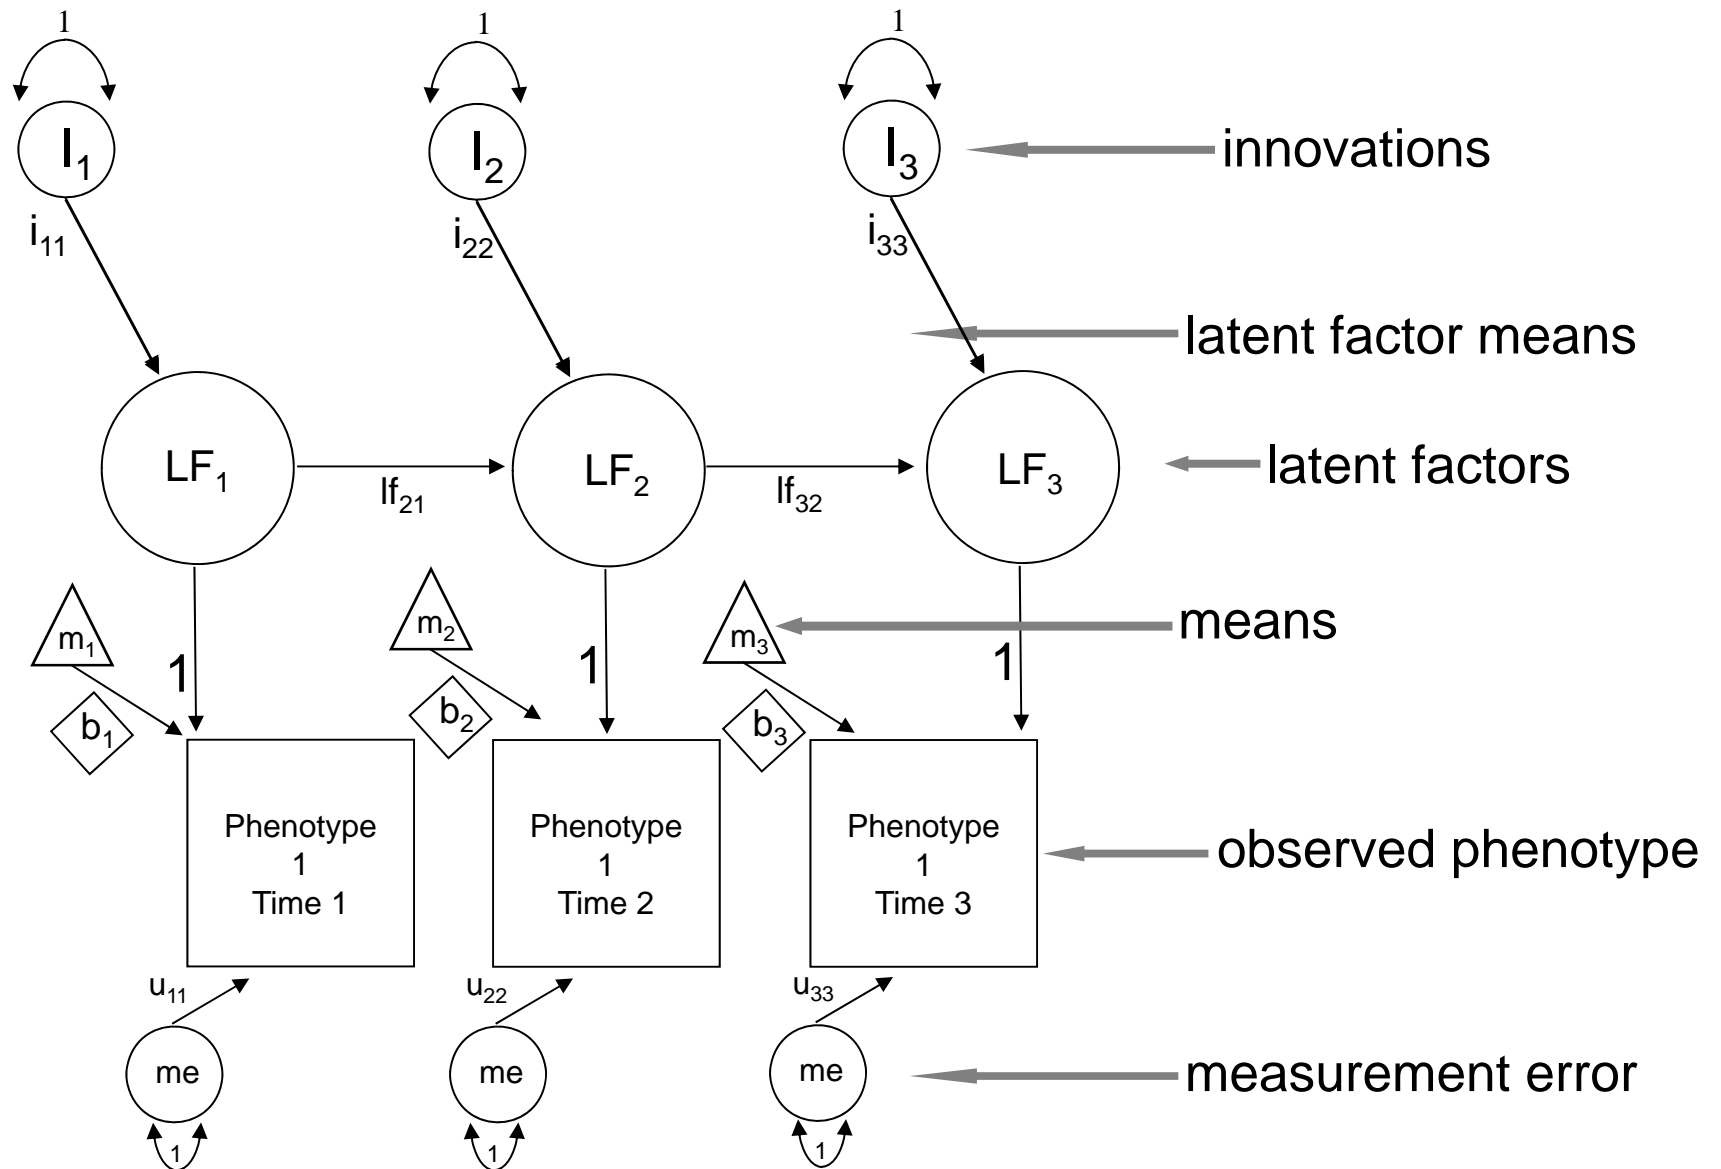 1 1 1
I₁ I₂ I₃ innovations
i₁₁ i₂₂ i₃₃
latent factor means
LF₁ LF₂ LF₃ latent factors
lf₂₁ lf₃₂
m₁ m₂ m₃ means
1 1 1
b₁ b₂ b₃
Phenotype Phenotype Phenotype
1 1 1
Time 1 Time 2 Time 3
observed phenotype
u₁₁ u₂₂ u₃₃
me me me measurement error
1 1 1